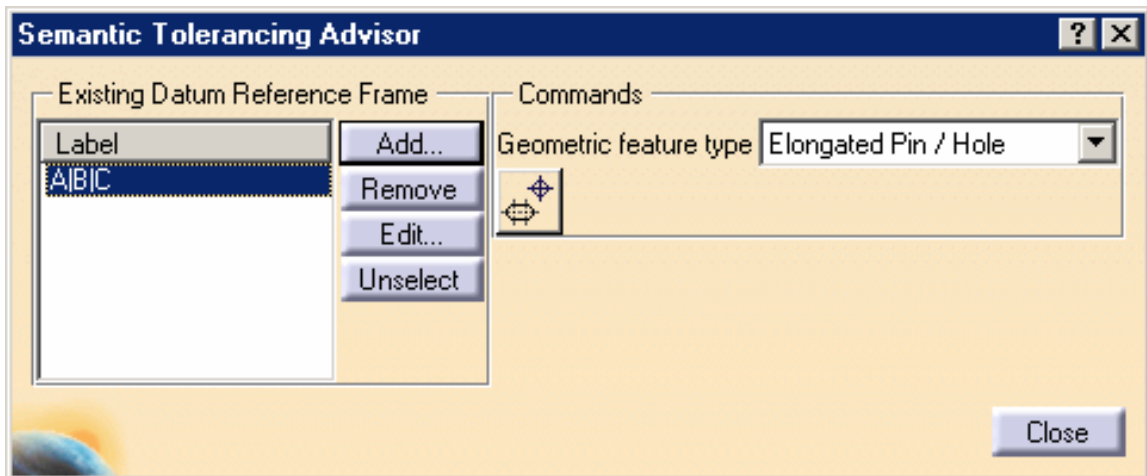 Semantic Tolerancing Advisor
?
Existing Datum Reference Frame
Label
A|B|C
Add...
Remove
Edit...
Unselect
Commands
Geometric feature type
Elongated Pin / Hole
Close